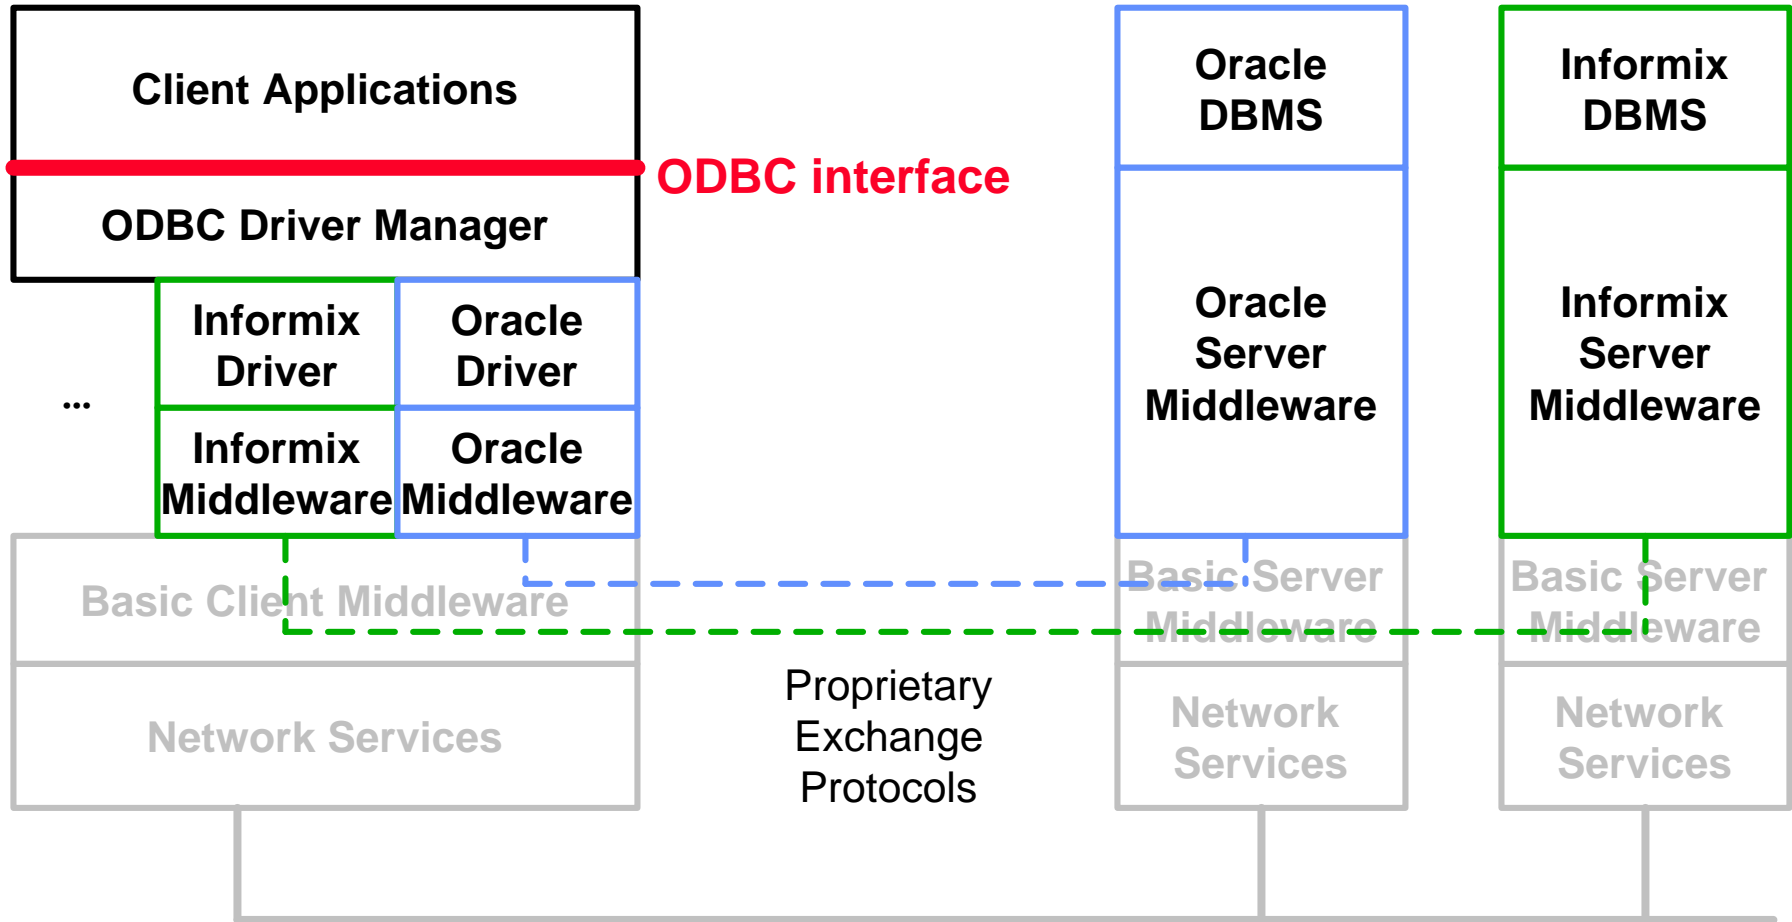 Client Applications
ODBC interface
ODBC Driver Manager
Informix
Driver
Oracle
Driver
...
Informix
Middleware
Oracle
Middleware
Basic Client Middleware
Network Services
Proprietary
Exchange
Protocols
Oracle
DBMS
Oracle
Server
Middleware
Basic Server
Middleware
Network
Services
Informix
DBMS
Informix
Server
Middleware
Basic Server
Middleware
Network
Services